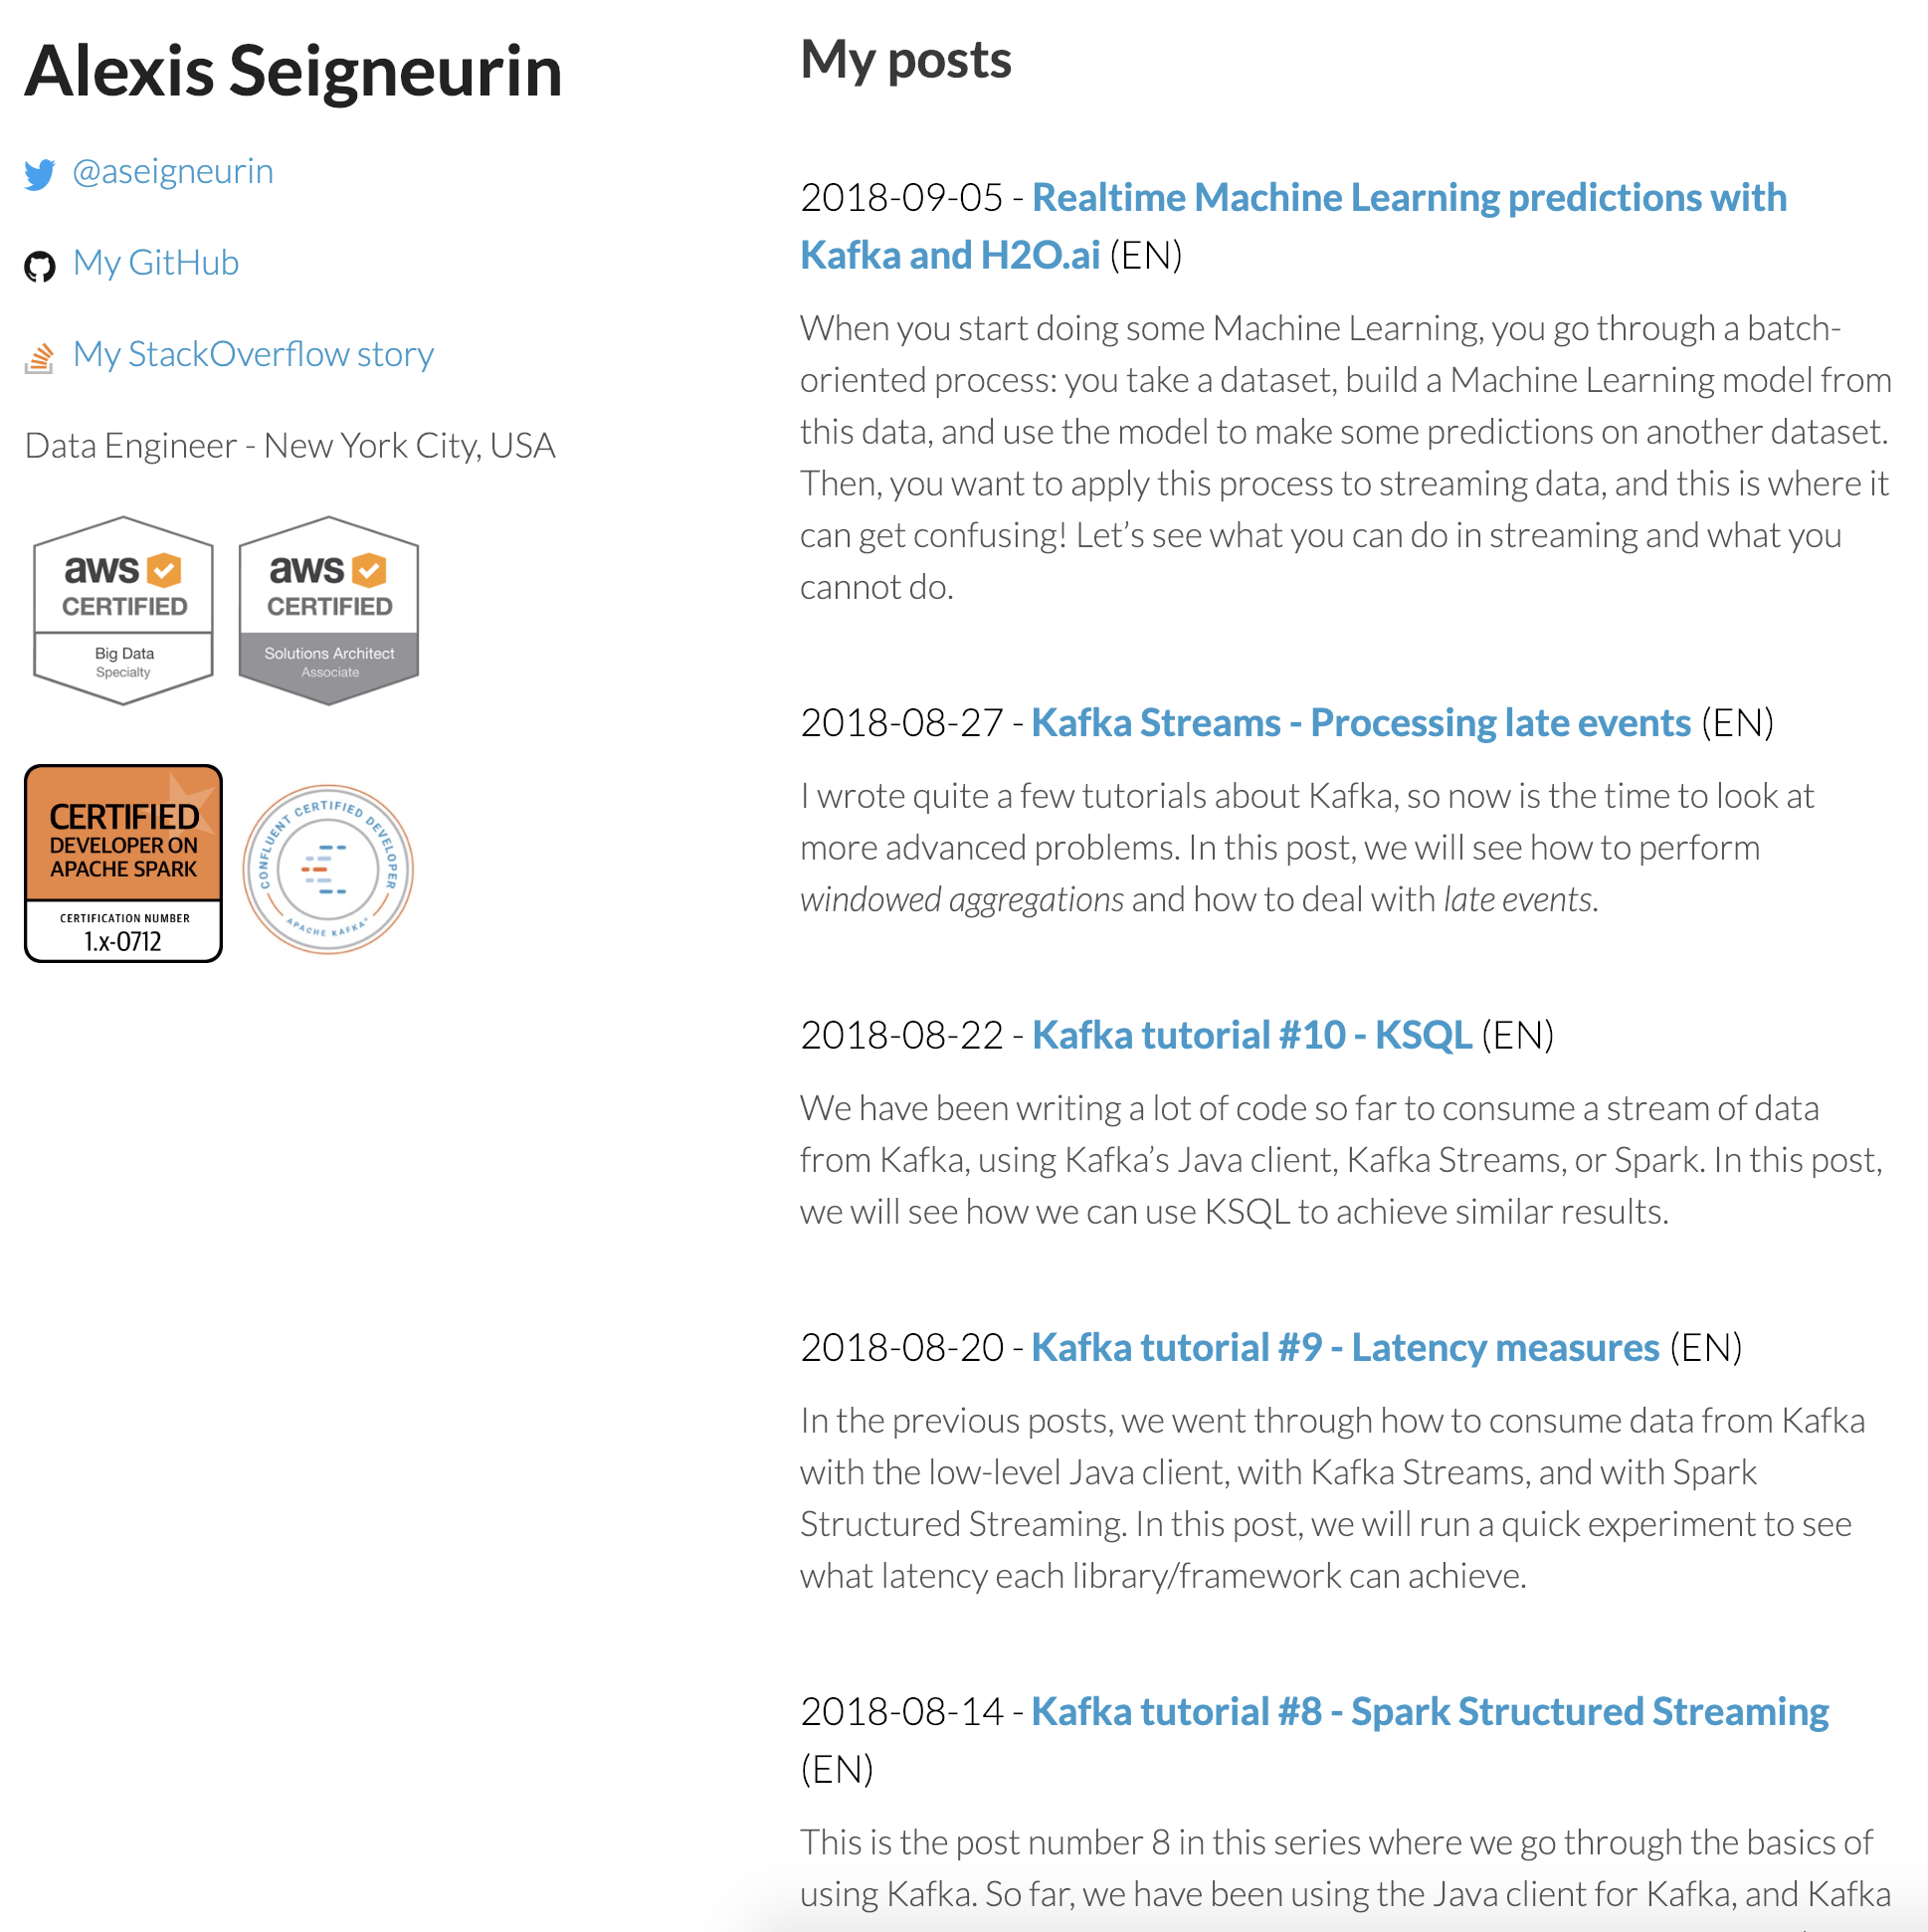 Alexis Seigneurin
@aseigneurin
My GitHub
My StackOverflow story
Data Engineer - New York City, USA
aws
CERTIFIED
Big Data
Specialty
aws
CERTIFIED
Solutions Architect
Associate
CERTIFIED
DEVELOPER ON
APACHE SPARK
CERTIFICATION NUMBER
1.x-0712
CONFLUENT CERTIFIED DEVELOPER
APACHE KAFKA®
My posts
2018-09-05 - Realtime Machine Learning predictions with
Kafka and H2O.ai (EN)
When you start doing some Machine Learning, you go through a batch-
oriented process: you take a dataset, build a Machine Learning model from
this data, and use the model to make some predictions on another dataset.
Then, you want to apply this process to streaming data, and this is where it
can get confusing! Let’s see what you can do in streaming and what you
cannot do.
2018-08-27 - Kafka Streams - Processing late events (EN)
I wrote quite a few tutorials about Kafka, so now is the time to look at
more advanced problems. In this post, we will see how to perform
windowed aggregations and how to deal with late events.
2018-08-22 - Kafka tutorial #10 - KSQL (EN)
We have been writing a lot of code so far to consume a stream of data
from Kafka, using Kafka’s Java client, Kafka Streams, or Spark. In this post,
we will see how we can use KSQL to achieve similar results.
2018-08-20 - Kafka tutorial #9 - Latency measures (EN)
In the previous posts, we went through how to consume data from Kafka
with the low-level Java client, with Kafka Streams, and with Spark
Structured Streaming. In this post, we will run a quick experiment to see
what latency each library/framework can achieve.
2018-08-14 - Kafka tutorial #8 - Spark Structured Streaming
(EN)
This is the post number 8 in this series where we go through the basics of
using Kafka. So far, we have been using the Java client for Kafka, and Kafka